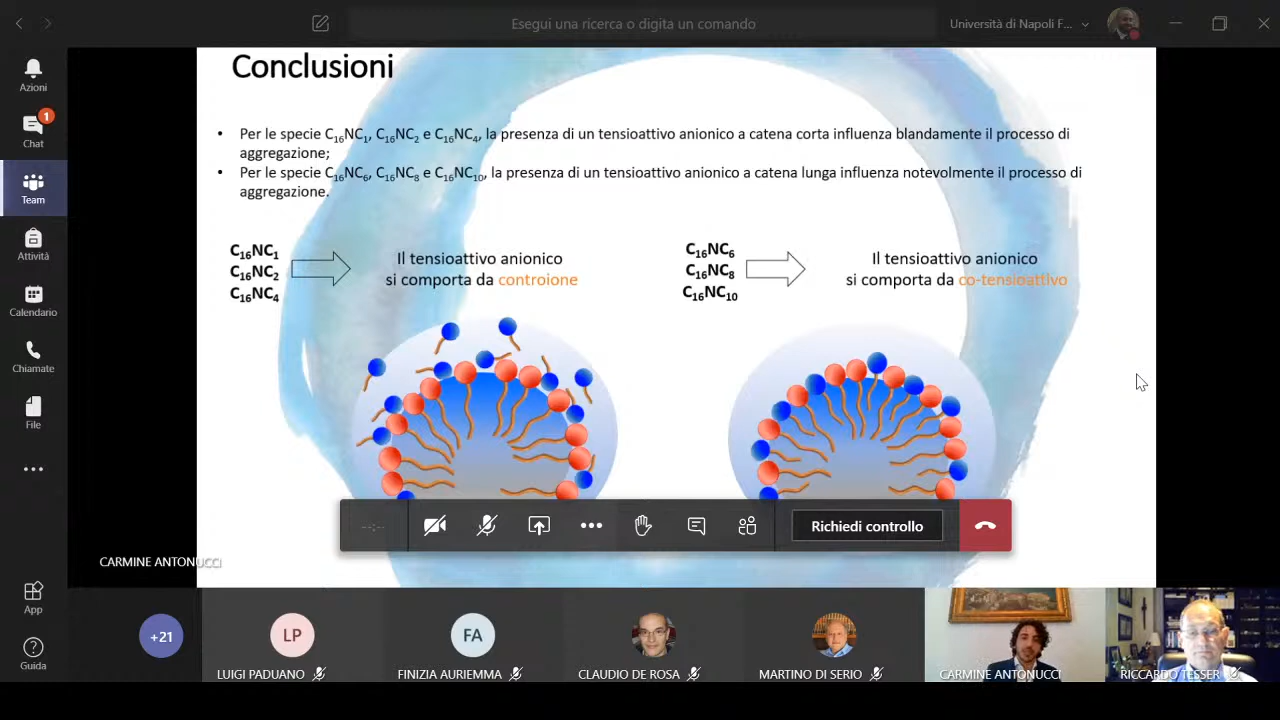 Esegui una ricerca o digita un comando
Università di Napoli F...
Azioni
1
Chat
Team
Attività
Calendario
Chiamate
File
App
Guida
Conclusioni
• Per le specie C₁₆NC₁, C₁₆NC₂ e C₁₆NC₄, la presenza di un tensioattivo anionico a catena corta influenza blandamente il processo di
aggregazione;
• Per le specie C₁₆NC₆, C₁₆NC₈ e C₁₆NC₁₀, la presenza di un tensioattivo anionico a catena lunga influenza notevolmente il processo di
aggregazione.
C₁₆NC₁
C₁₆NC₂
C₁₆NC₄
Il tensioattivo anionico
si comporta da controione
C₁₆NC₆
C₁₆NC₈
C₁₆NC₁₀
Il tensioattivo anionico
si comporta da co-tensioattivo
--:--
Richiedi controllo
CARMINE ANTONUCCI
+21
LP
LUIGI PADUANO
FA
FINIZIA AURIEMMA
CLAUDIO DE ROSA
MARTINO DI SERIO
CARMINE ANTONUCCI
RICCARDO TESSER